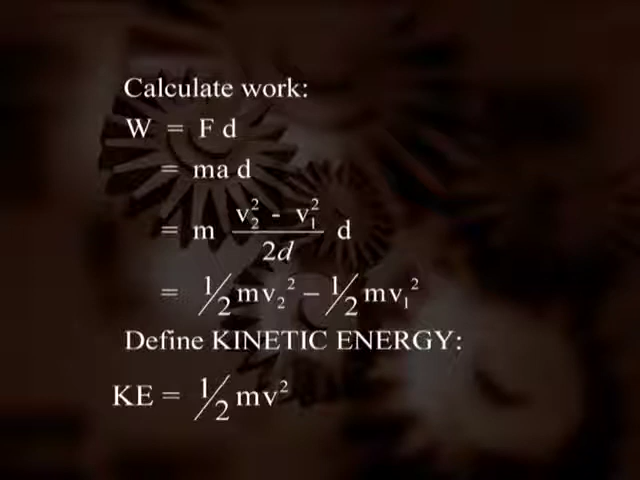 Calculate work:
W = F d
= ma d
= m (v₂² - v₁²)/2d d
= ½mv₂² – ½mv₁²
Define KINETIC ENERGY:
KE = ½mv²